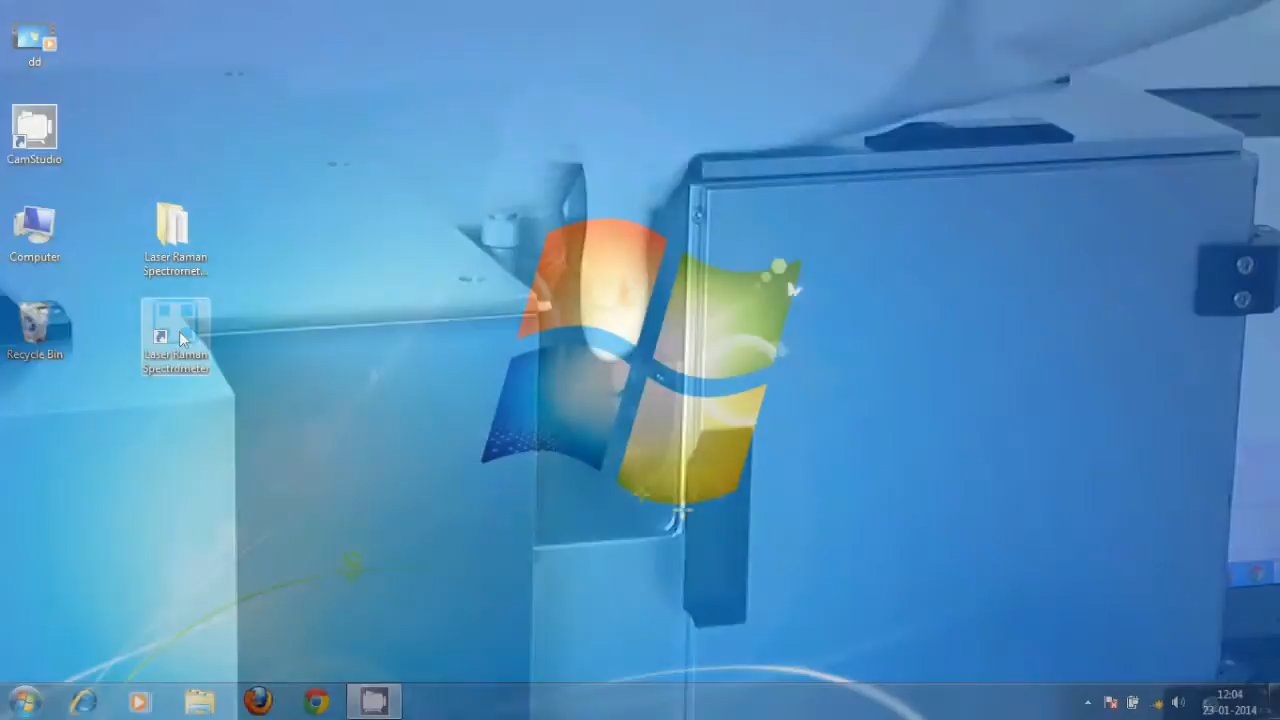 dd
CamStudio
Computer
Laser Raman
Spectromet...
Recycle Bin
Laser Raman
Spectrometer
12:04
23-01-2014